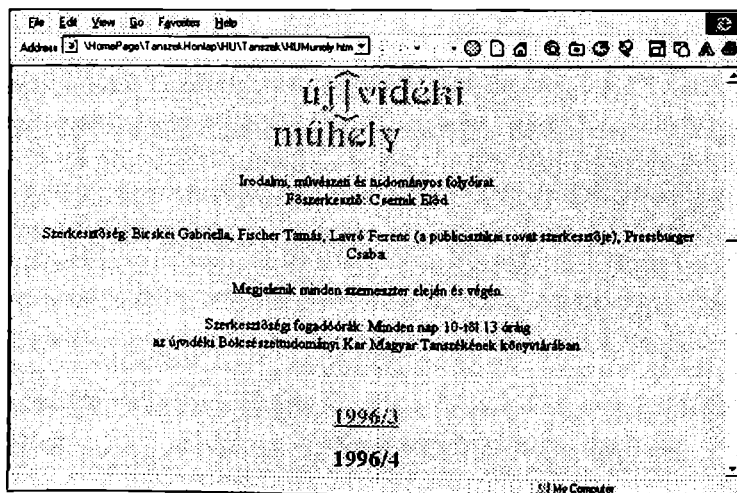 File Edit View Go Favorites Help
Address \HomePage\TanszekHonlap\HU\Tanszek\HUMuhely.htm
új vidéki
műhely
Irodalmi, művészeti és tudományos folyóirat
Főszerkesztő: Csernik Előd
Szerkesztőség: Bicskei Gabriella, Fischer Tamás, Lavró Ferenc (a publicisztikai rovat szerkesztője), Pressburger
Csaba
Megjelenik minden szemeszter elején és végén.
Szerkesztőségi fogadóórák: Minden nap 10-től 13 óráig
az újvidéki Bölcsészettudományi Kar Magyar Tanszékének könyvtárában
1996/3
1996/4
My Computer